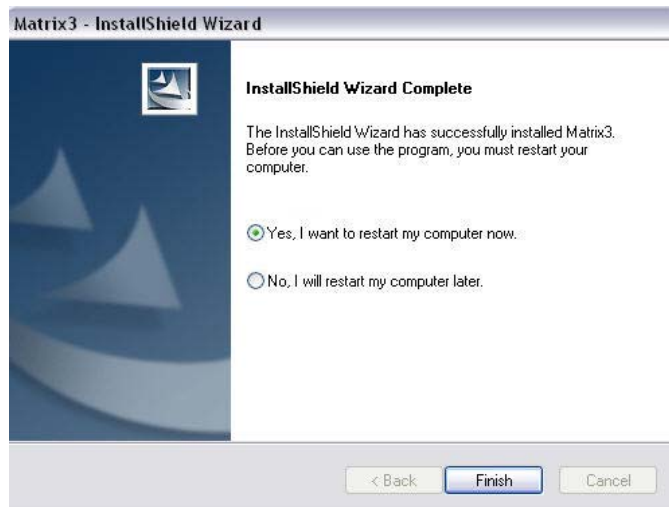 Matrix3 - InstallShield Wizard
InstallShield Wizard Complete
The InstallShield Wizard has successfully installed Matrix3.
Before you can use the program, you must restart your
computer.
Yes, I want to restart my computer now.
No, I will restart my computer later.
< Back
Finish
Cancel